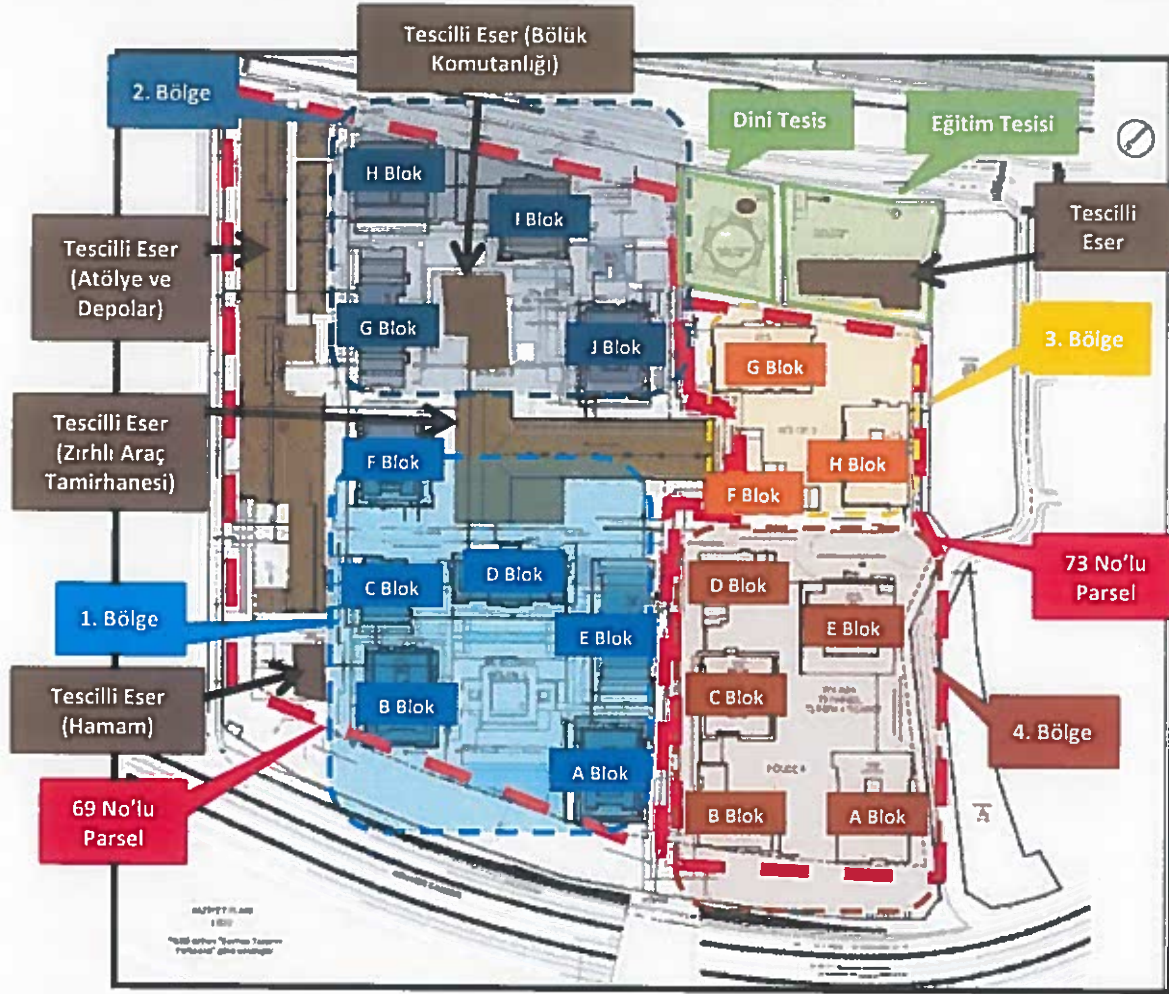 Tescilli Eser (Bölük
Komutanlığı)
2. Bölge
Dini Tesis
Eğitim Tesisi
H Blok
I Blok
Tescilli
Eser
Tescilli Eser
(Atölye ve
Depolar)
G Blok
J Blok
3. Bölge
G Blok
Tescilli Eser
(Zırhlı Araç
Tamirhanesi)
F Blok
H Blok
F Blok
73 No'lu
Parsel
D Blok
C Blok
D Blok
1. Bölge
E Blok
E Blok
Tescilli Eser
(Hamam)
B Blok
C Blok
4. Bölge
A Blok
69 No'lu
Parsel
B Blok
A Blok